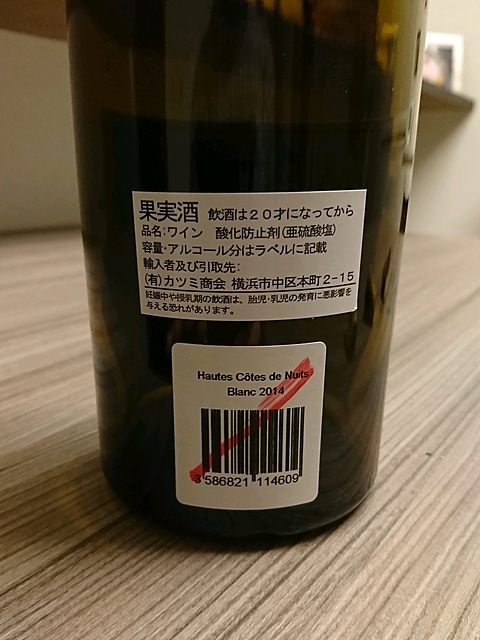 果実酒 飲酒は20才になってから
品名:ワイン 酸化防止剤(亜硫酸塩)
容量・アルコール分はラベルに記載
輸入者及び引取先:
(有)カツミ商会 横浜市中区本町2-15
妊娠中や授乳期の飲酒は、胎児・乳児の発育に悪影響を
与える恐れがあります。
Hautes Côtes de Nuits
Blanc 2014
3 586821 114609